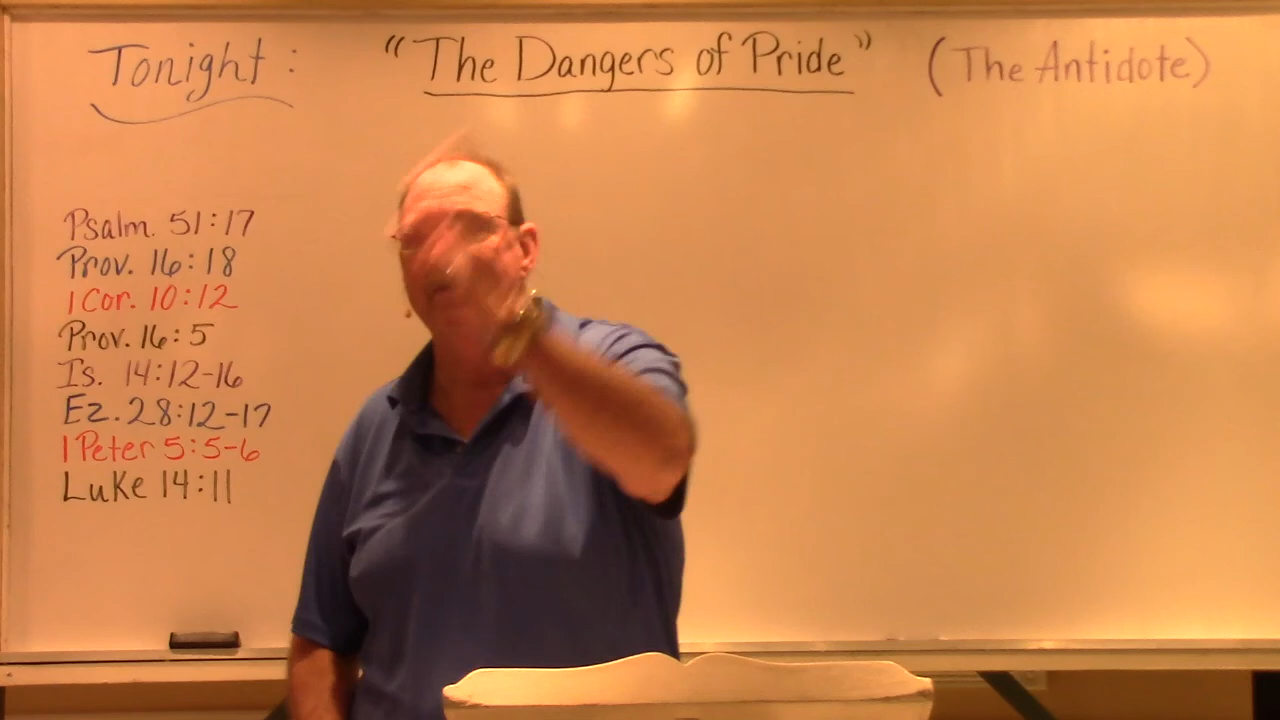 Tonight: "The Dangers of Pride" (The Antidote)
Psalm. 51:17
Prov. 16:18
1 Cor. 10:12
Prov. 16:5
Is. 14:12-16
Ez. 28:12-17
1 Peter 5:5-6
Luke 14:11